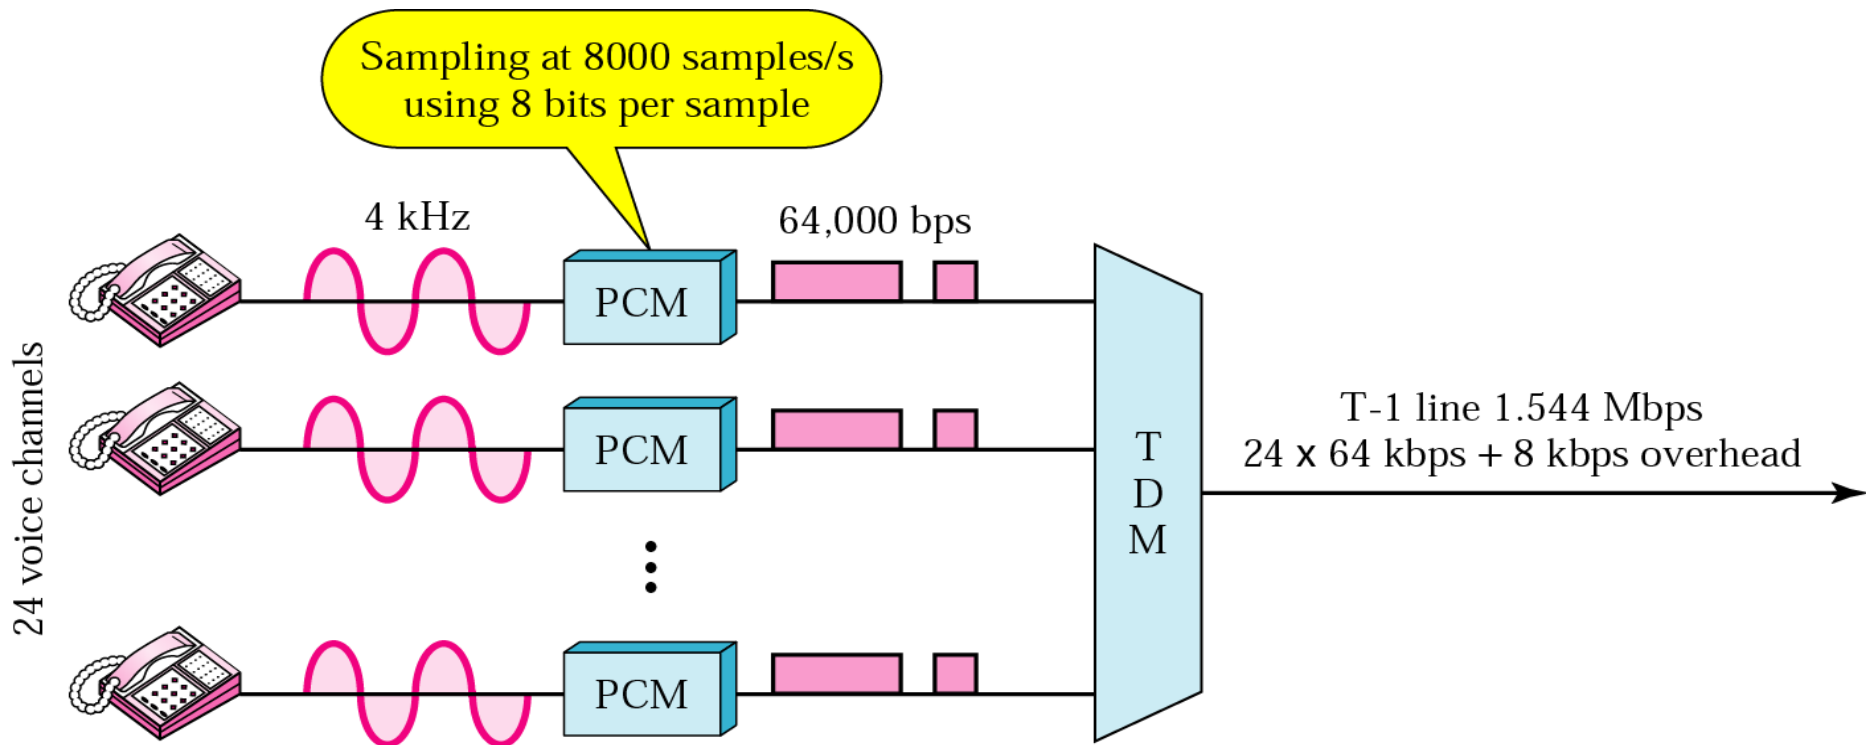 Sampling at 8000 samples/s
using 8 bits per sample
4 kHz
64,000 bps
PCM
PCM
PCM
24 voice channels
T
D
M
T-1 line 1.544 Mbps
24 x 64 kbps + 8 kbps overhead